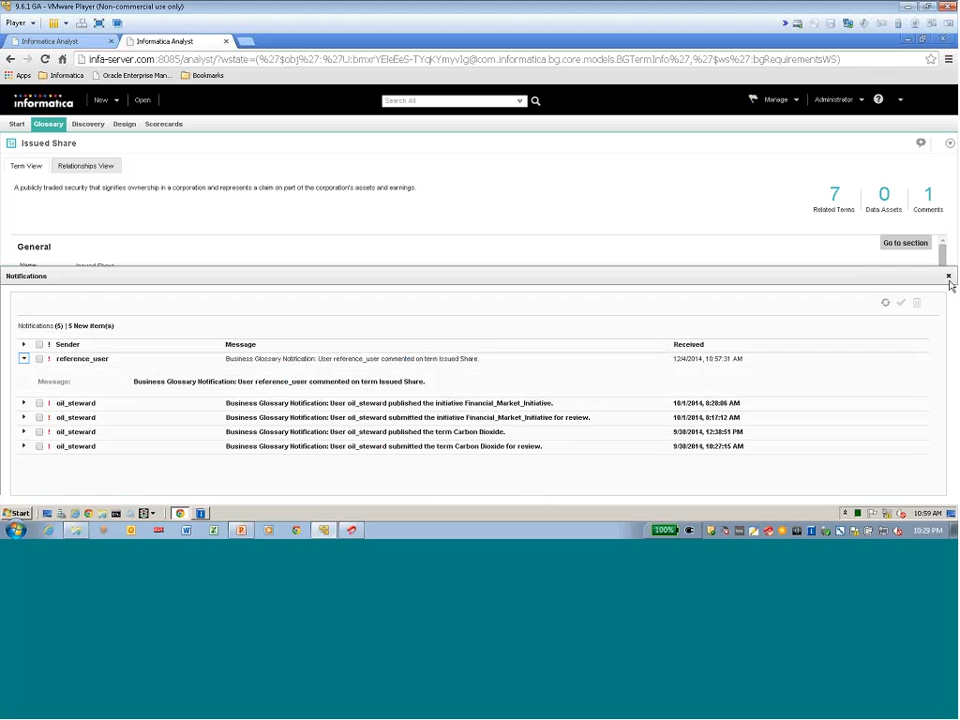 9.6.1 GA - VMware Player (Non-commercial use only)
Player
Informatica Analyst
Informatica Analyst
infa-server.com:8085/analyst/?wstate=(%27$obj%27:%27U:bmxrYEleEeS-TYqKYmyvIg@com.informatica.bg.core.models.BGTermInfo%27,%27$ws%27:bgRequirementsWS)
Apps Informatica Oracle Enterprise Man... Bookmarks
informatica New Open Search All Manage Administrator
Start Glossary Discovery Design Scorecards
Issued Share
Term View Relationships View
A publicly traded security that signifies ownership in a corporation and represents a claim on part of the corporation's assets and earnings.
7 0 1
Related Terms Data Assets Comments
General Go to section
Name: Issued Share
Notifications
Notifications (5) | 5 New item(s)
! Sender Message Received
! reference_user Business Glossary Notification: User reference_user commented on term Issued Share. 12/4/2014, 10:57:31 AM
Message: Business Glossary Notification: User reference_user commented on term Issued Share.
! oil_steward Business Glossary Notification: User oil_steward published the initiative Financial_Market_Initiative. 10/1/2014, 8:28:06 AM
! oil_steward Business Glossary Notification: User oil_steward submitted the initiative Financial_Market_Initiative for review. 10/1/2014, 8:17:12 AM
! oil_steward Business Glossary Notification: User oil_steward published the term Carbon Dioxide. 9/30/2014, 12:38:51 PM
! oil_steward Business Glossary Notification: User oil_steward submitted the term Carbon Dioxide for review. 9/30/2014, 10:27:15 AM
Start 10:59 AM
100% 10:29 PM